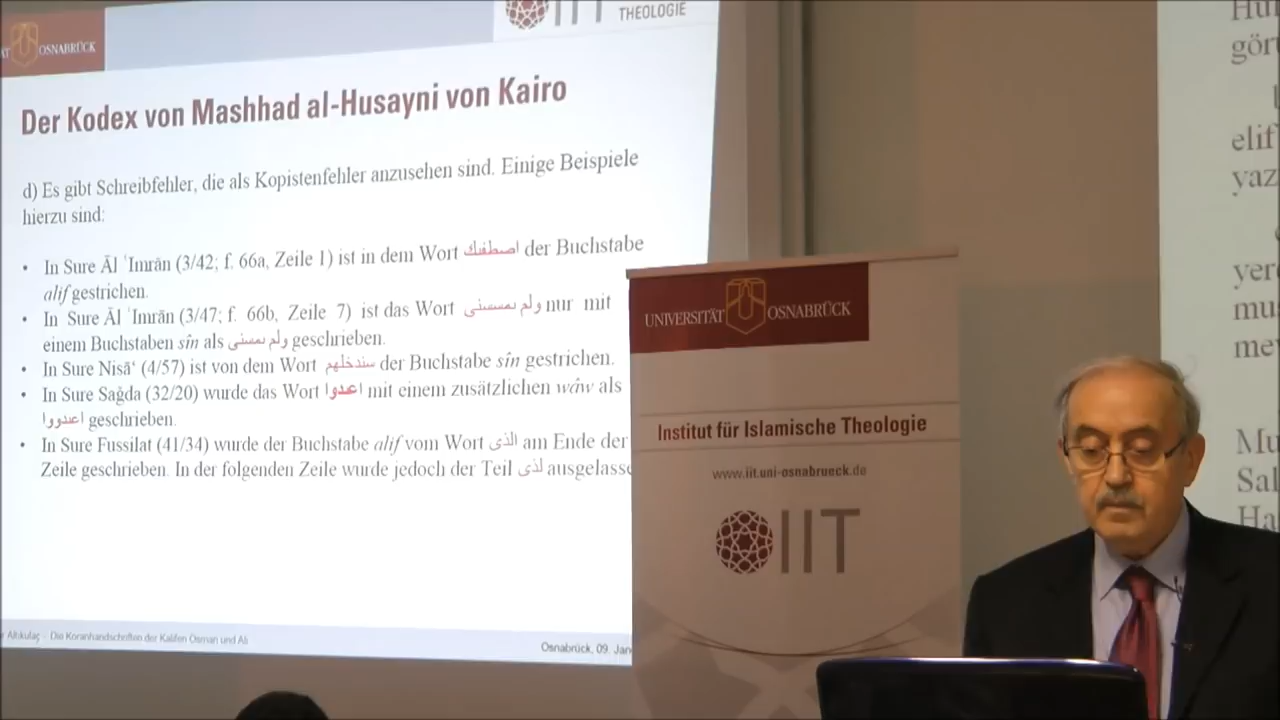 OSNABRÜCK
IIT THEOLOGIE
Der Kodex von Mashhad al-Husayni von Kairo
d) Es gibt Schreibfehler, die als Kopistenfehler anzusehen sind. Einige Beispiele
hierzu sind:
• In Sure Āl ʿImrān (3/42; f. 66a, Zeile 1) ist in dem Wort اصطفىك der Buchstabe
alif gestrichen.
• In Sure Āl ʿImrān (3/47; f. 66b, Zeile 7) ist das Wort ولم يمسسنى nur mit
einem Buchstaben sîn als ولم يمسنى geschrieben.
• In Sure Nisāʿ (4/57) ist von dem Wort سندخلهم der Buchstabe sîn gestrichen.
• In Sure Sağda (32/20) wurde das Wort اعدوا mit einem zusätzlichen wâw als
اعدووا geschrieben.
• In Sure Fussilat (41/34) wurde der Buchstabe alif vom Wort الذى am Ende der
Zeile geschrieben. In der folgenden Zeile wurde jedoch der Teil لذى ausgelasse
Altıkulaç - Die Koranhandschriften der Kalifen Osman und Ali
Osnabrück, 09. Jan
UNIVERSITÄT OSNABRÜCK
Institut für Islamische Theologie
www.iit.uni-osnabrueck.de
IIT
gör
elif
yaz
yer
mu
me
Mu
Sal
Ha